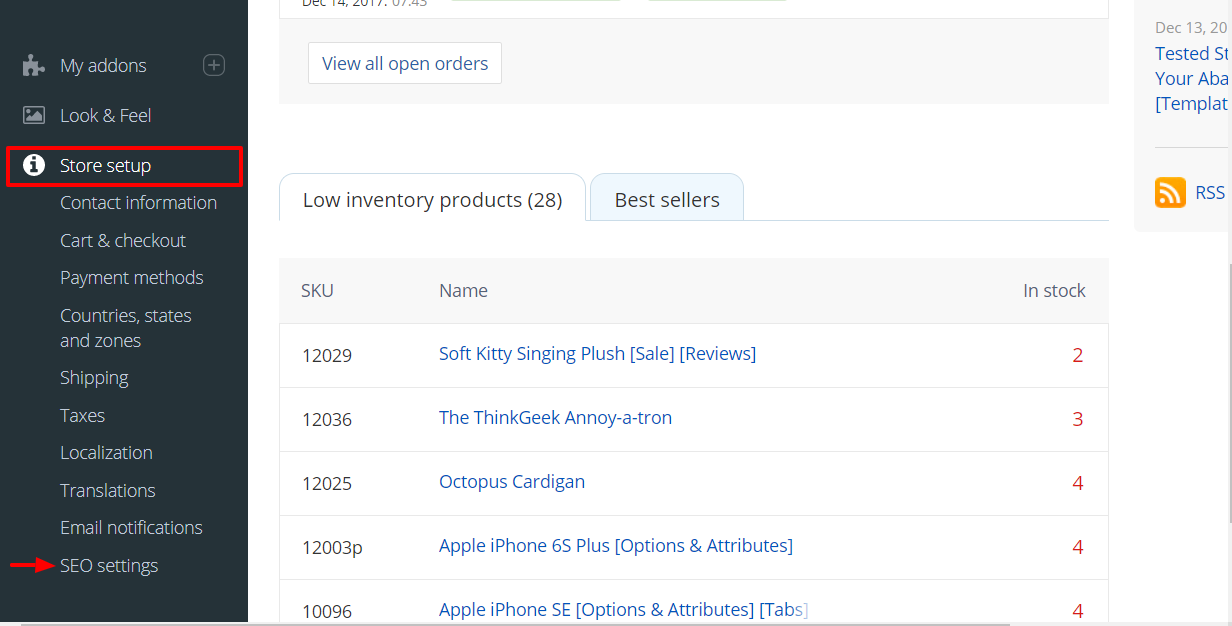 Dec 14, 2017. 07:43
My addons
Look & Feel
Store setup
Contact information
Cart & checkout
Payment methods
Countries, states
and zones
Shipping
Taxes
Localization
Translations
Email notifications
SEO settings
View all open orders
Low inventory products (28)
Best sellers
SKU Name In stock
12029 Soft Kitty Singing Plush [Sale] [Reviews] 2
12036 The ThinkGeek Annoy-a-tron 3
12025 Octopus Cardigan 4
12003p Apple iPhone 6S Plus [Options & Attributes] 4
10096 Apple iPhone SE [Options & Attributes] [Tabs] 4
Dec 13, 20
Tested St
Your Aba
[Templat
RSS